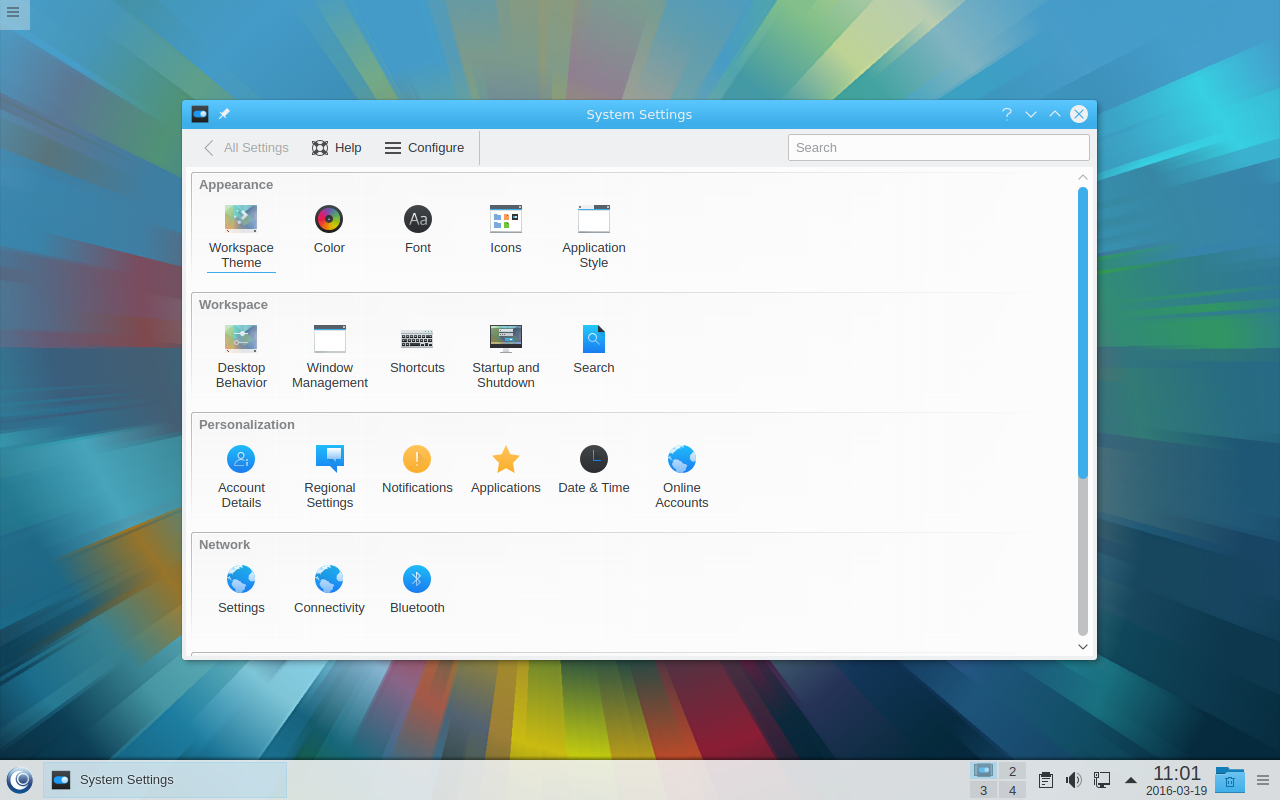 System Settings
All Settings Help Configure Search
Appearance
Workspace Color Font Icons Application
Theme Style
Workspace
Desktop Window Shortcuts Startup and Search
Behavior Management Shutdown
Personalization
Account Regional Notifications Applications Date & Time Online
Details Settings Accounts
Network
Settings Connectivity Bluetooth
System Settings
2
3 4
11:01
2016-03-19